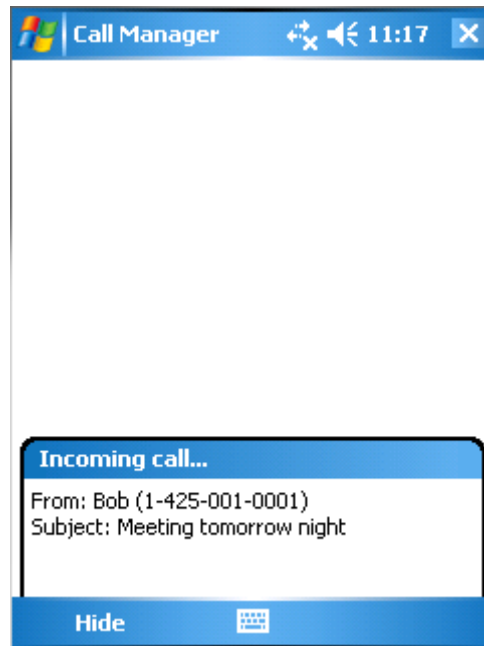 Call Manager 11:17
Incoming call...
From: Bob (1-425-001-0001)
Subject: Meeting tomorrow night
Hide